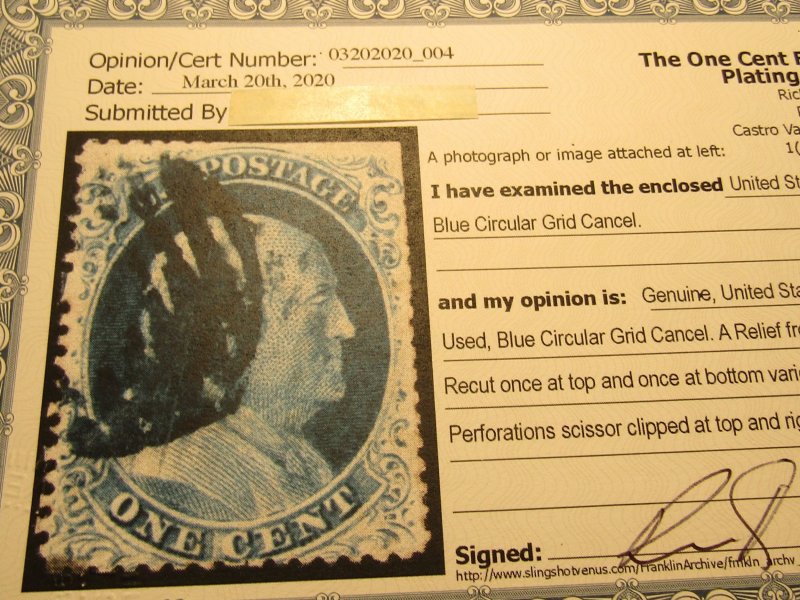 Opinion/Cert Number: 03202020_004
Date: March 20th, 2020
Submitted By
The One Cent
Plating
Castro Va
A photograph or image attached at left: 1(
I have examined the enclosed United St
Blue Circular Grid Cancel.
and my opinion is: Genuine, United Sta
Used, Blue Circular Grid Cancel. A Relief fr
Recut once at top and once at bottom vari
Perforations scissor clipped at top and rig
Signed:
http://www.slingshotvenus.com/FranklinArchive/frnkln_archv
POSTAGE
ONE CENT